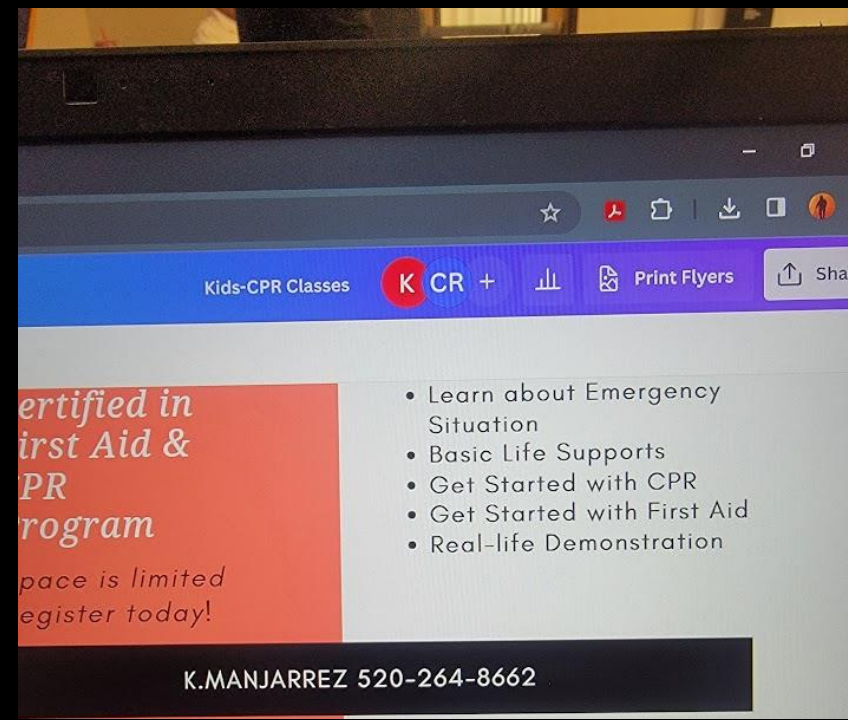 Kids-CPR Classes
K CR +
Print Flyers
Sha
ertified in
irst Aid &
PR
rogram
pace is limited
egister today!
• Learn about Emergency
Situation
• Basic Life Supports
• Get Started with CPR
• Get Started with First Aid
• Real-life Demonstration
K.MANJARREZ 520-264-8662